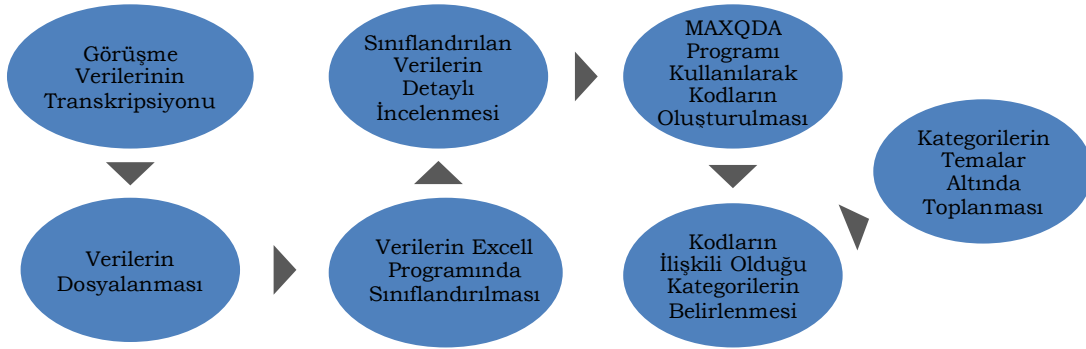 Görüşme
Verilerinin
Transkripsiyonu
Verilerin
Dosyalanması
Verilerin Excell
Programında
Sınıflandırılması
Sınıflandırılan
Verilerin
Detaylı
İncelenmesi
MAXQDA
Programı
Kullanılarak
Kodların
Oluşturulması
Kodların
İlişkili Olduğu
Kategorilerin
Belirlenmesi
Kategorilerin
Temalar
Altında
Toplanması